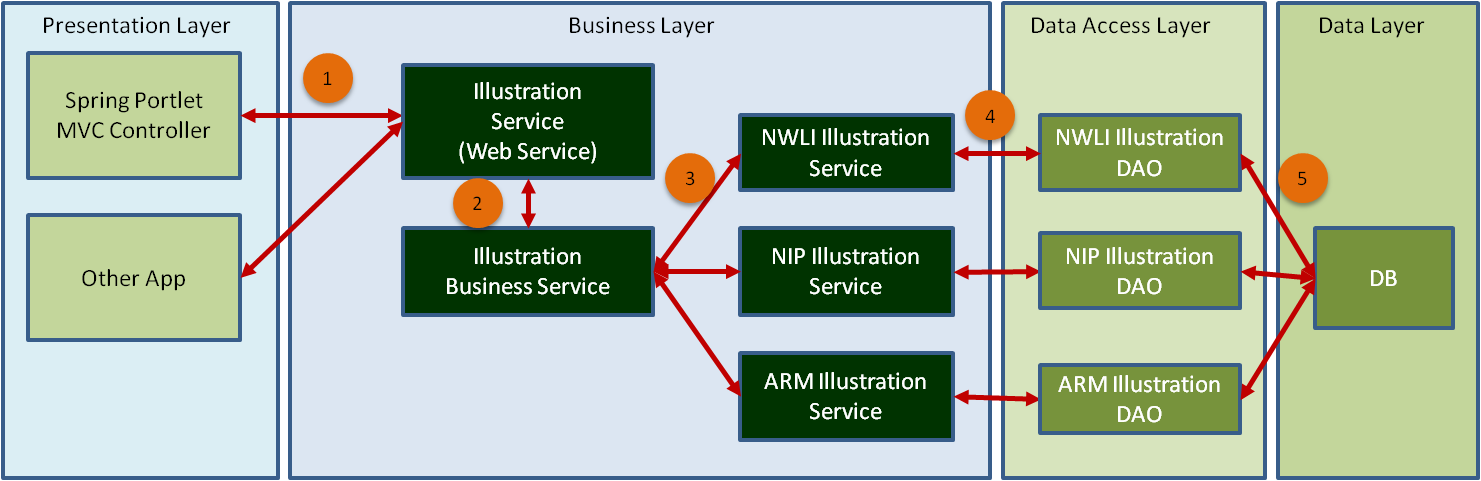 Presentation Layer
Business Layer
Data Access Layer
Data Layer
Spring Portlet
MVC Controller
Other App
1
Illustration
Service
(Web Service)
2
Illustration
Business Service
3
NWLI Illustration
Service
NIP Illustration
Service
ARM Illustration
Service
4
NWLI Illustration
DAO
NIP Illustration
DAO
ARM Illustration
DAO
5
DB